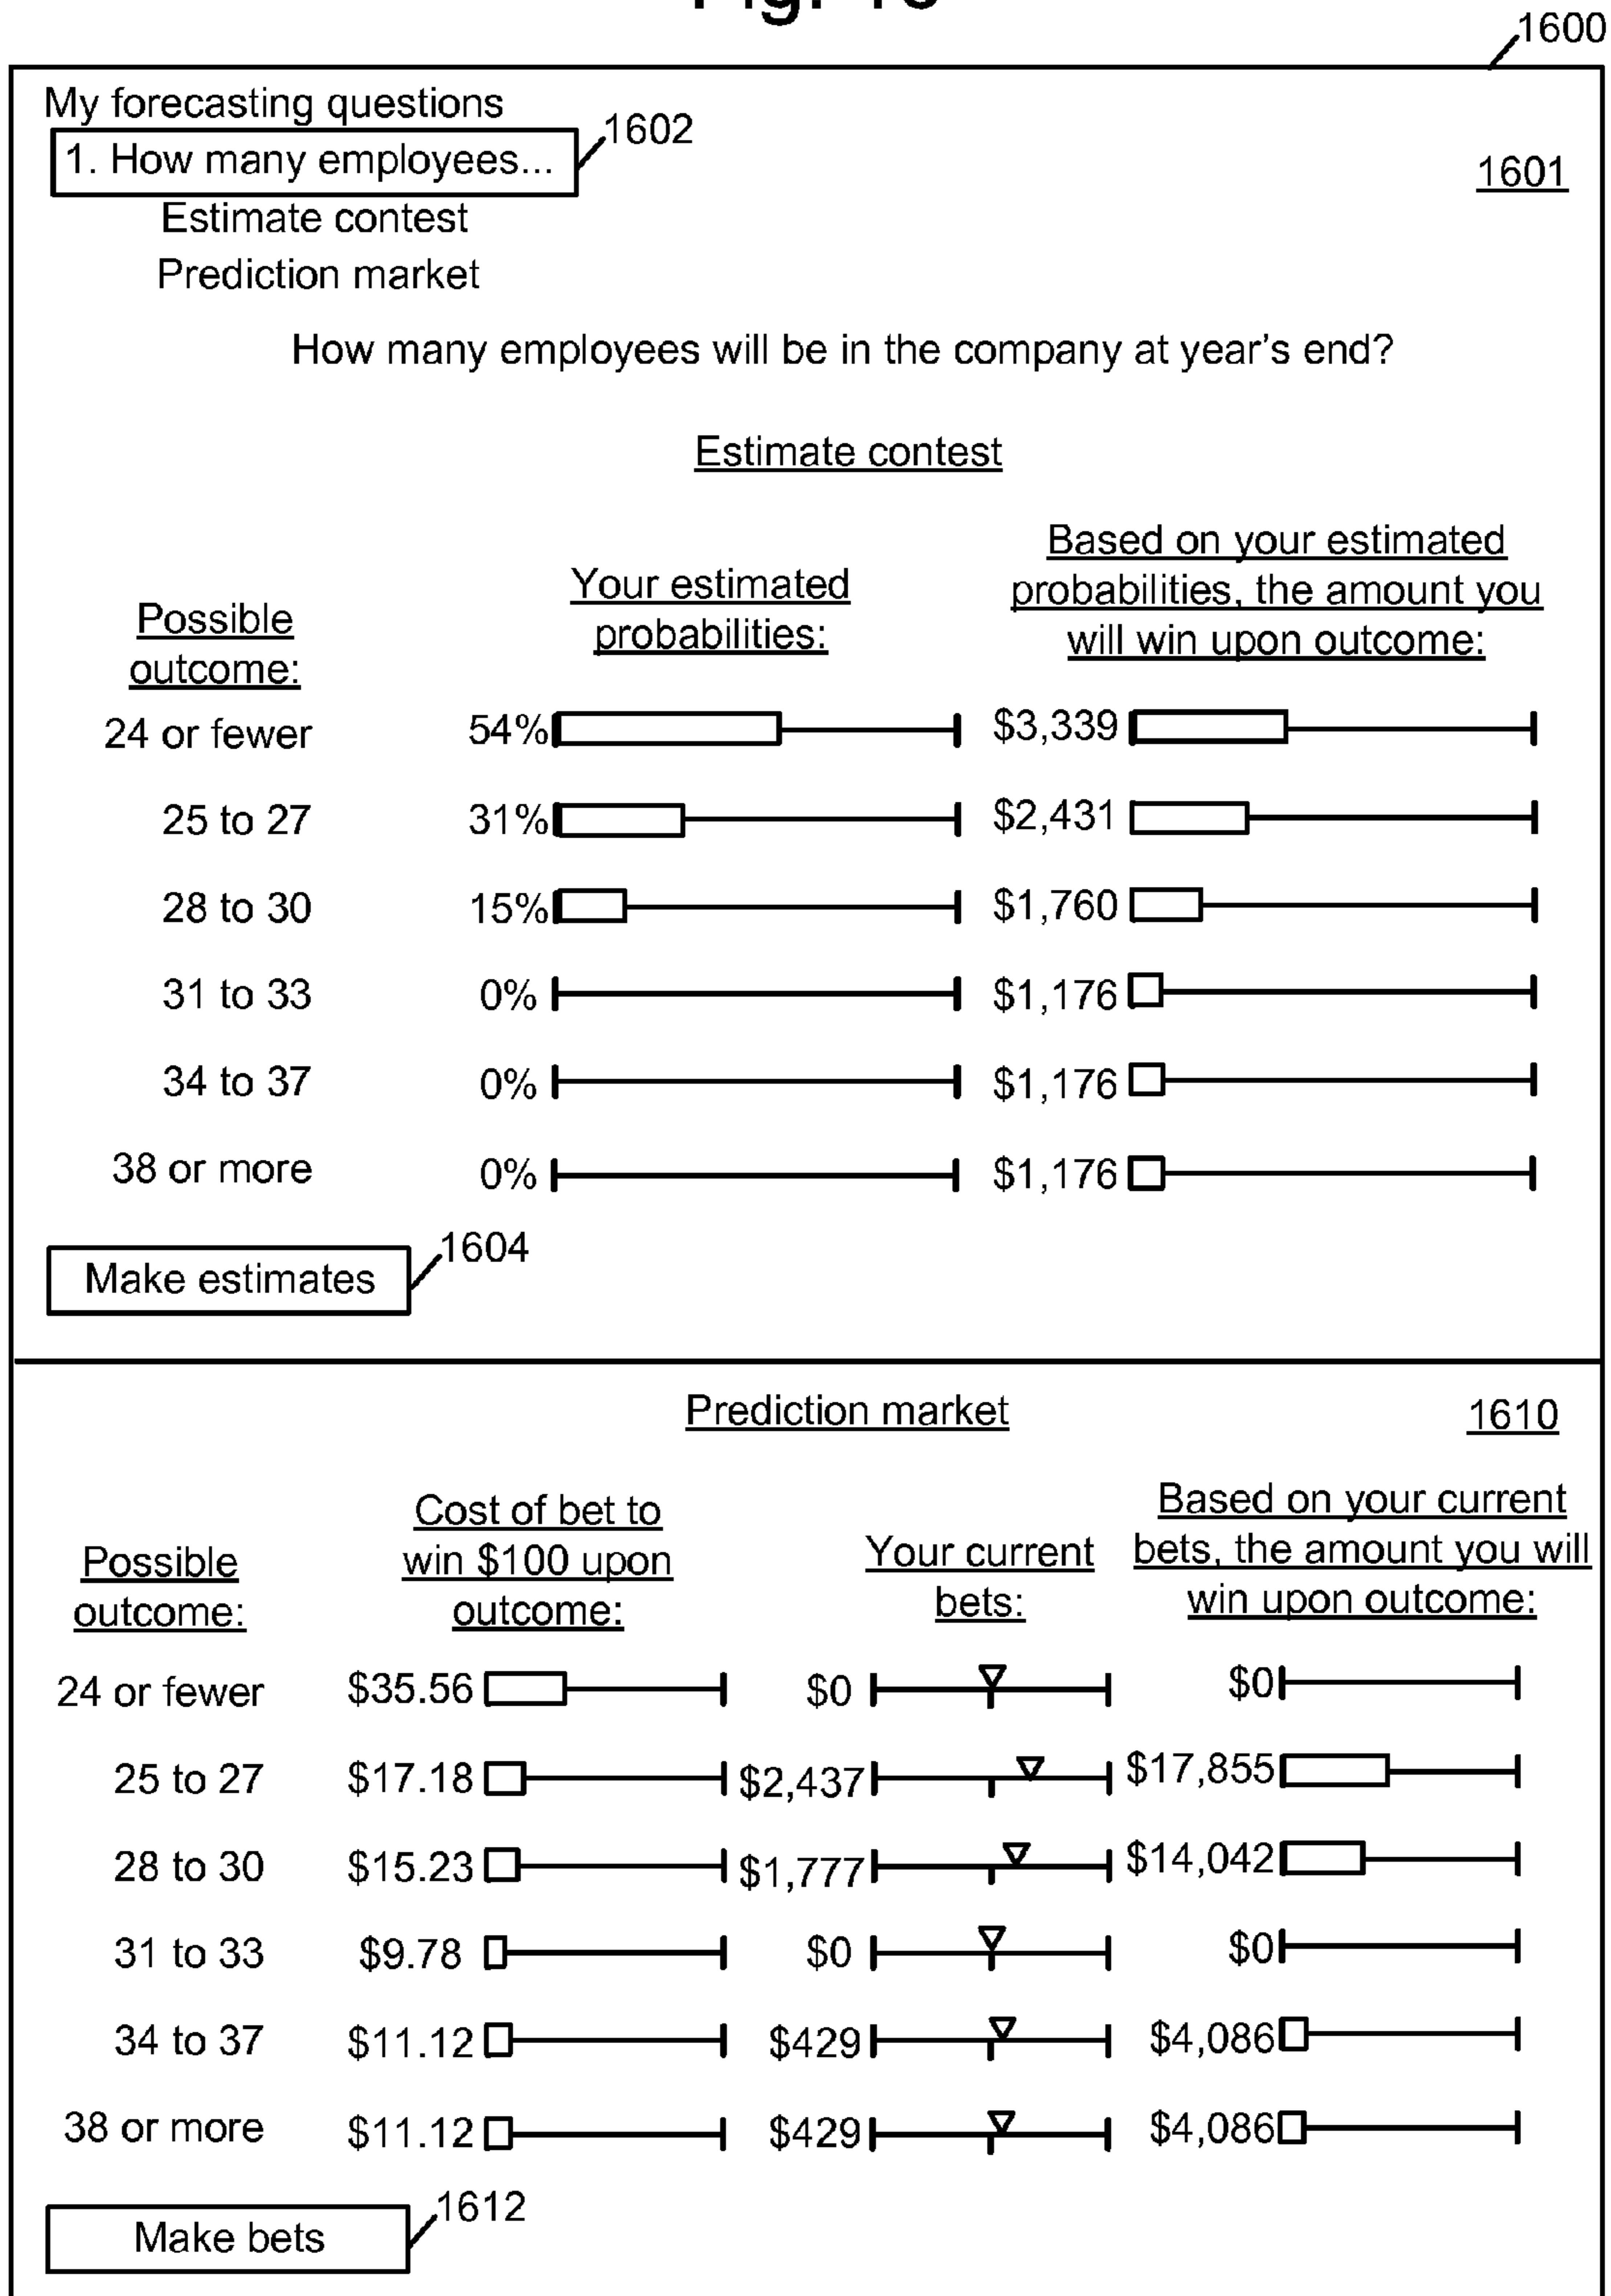 1600
My forecasting questions
1. How many employees...
1602
1601
Estimate contest
Prediction market
How many employees will be in the company at year's end?
Estimate contest
Possible
outcome:
Your estimated
probabilities:
Based on your estimated
probabilities, the amount you
will win upon outcome:
24 or fewer 54% $3,339
25 to 27 31% $2,431
28 to 30 15% $1,760
31 to 33 0% $1,176
34 to 37 0% $1,176
38 or more 0% $1,176
Make estimates
1604
Prediction market
1610
Possible
outcome:
Cost of bet to
win $100 upon
outcome:
Your current
bets:
Based on your current
bets, the amount you will
win upon outcome:
24 or fewer $35.56 $0 $0
25 to 27 $17.18 $2,437 $17,855
28 to 30 $15.23 $1,777 $14,042
31 to 33 $9.78 $0 $0
34 to 37 $11.12 $429 $4,086
38 or more $11.12 $429 $4,086
Make bets
1612